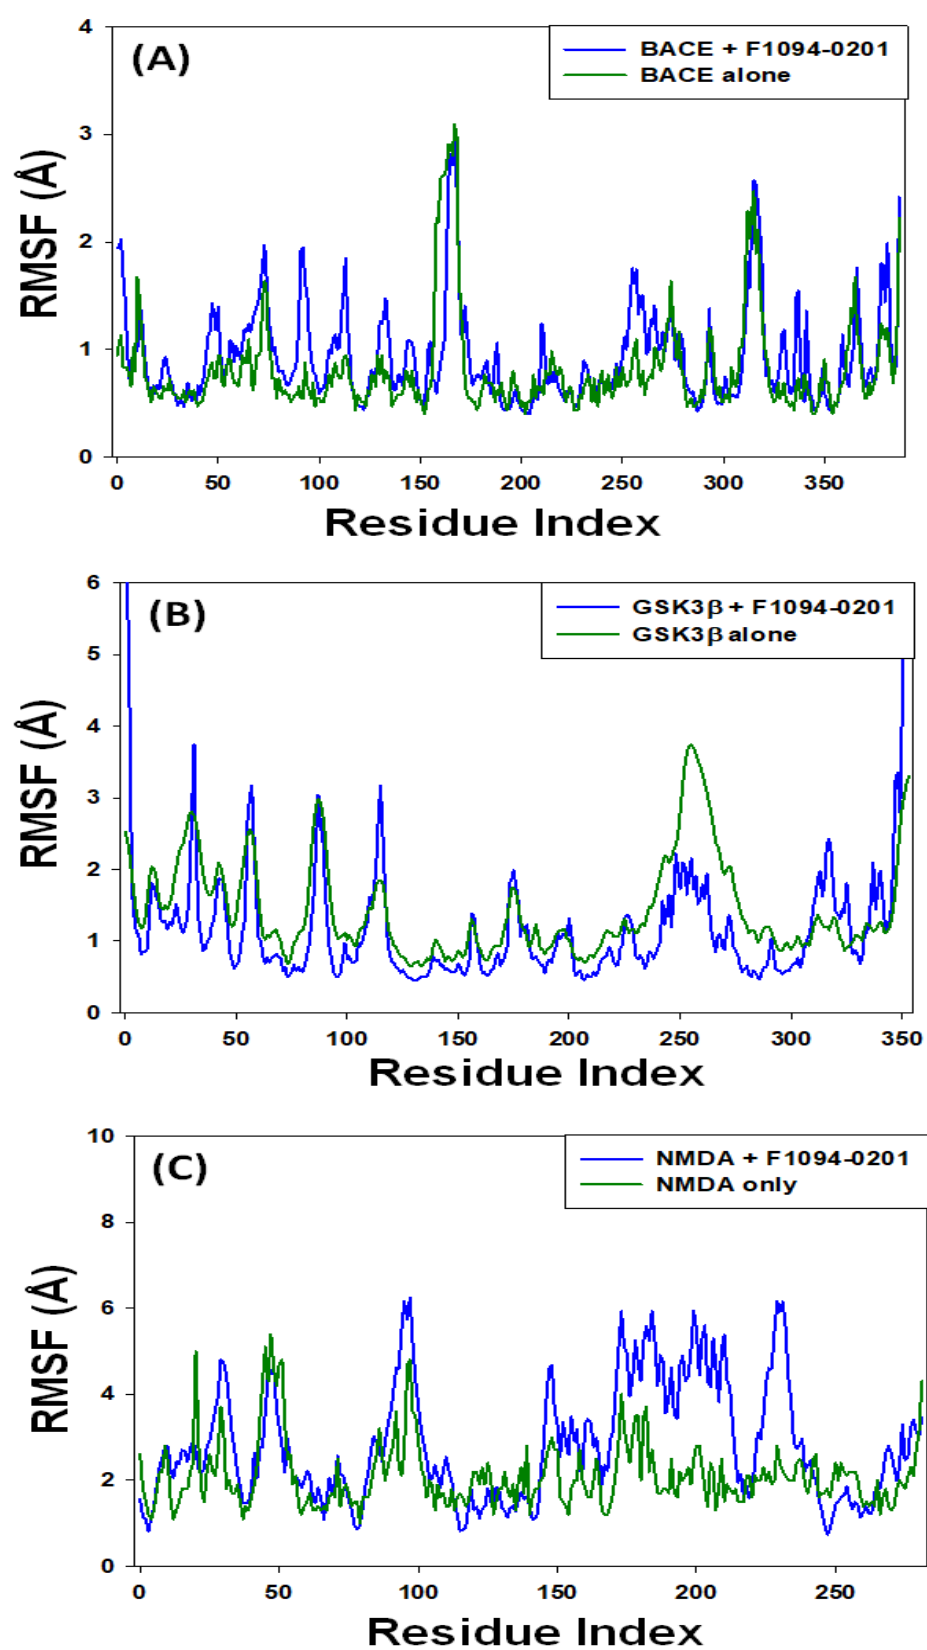 (A)
BACE + F1094-0201
BACE alone
4
3
2
1
0
RMSF (Å)
0 50 100 150 200 250 300 350
Residue Index
(B)
GSK3β + F1094-0201
GSK3β alone
6
5
4
3
2
1
0
RMSF (Å)
0 50 100 150 200 250 300 350
Residue Index
(C)
NMDA + F1094-0201
NMDA only
10
8
6
4
2
0
RMSF (Å)
0 50 100 150 200 250
Residue Index